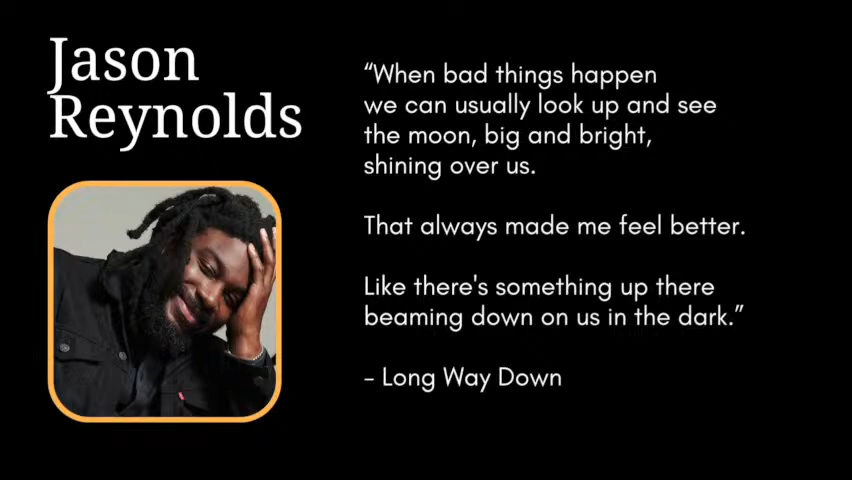 Jason
Reynolds
“When bad things happen
we can usually look up and see
the moon, big and bright,
shining over us.
That always made me feel better.
Like there's something up there
beaming down on us in the dark.”
- Long Way Down